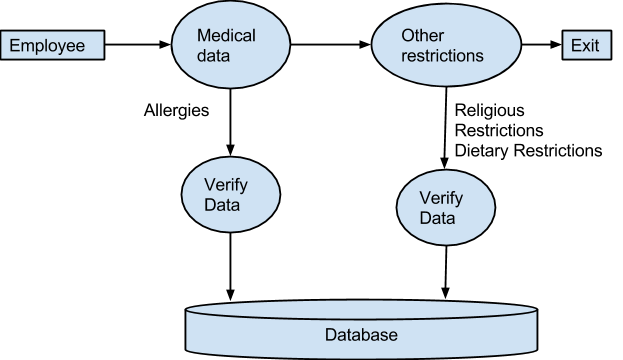 Employee
Medical
data
Other
restrictions
Exit
Allergies
Religious
Restrictions
Dietary Restrictions
Verify
Data
Verify
Data
Database